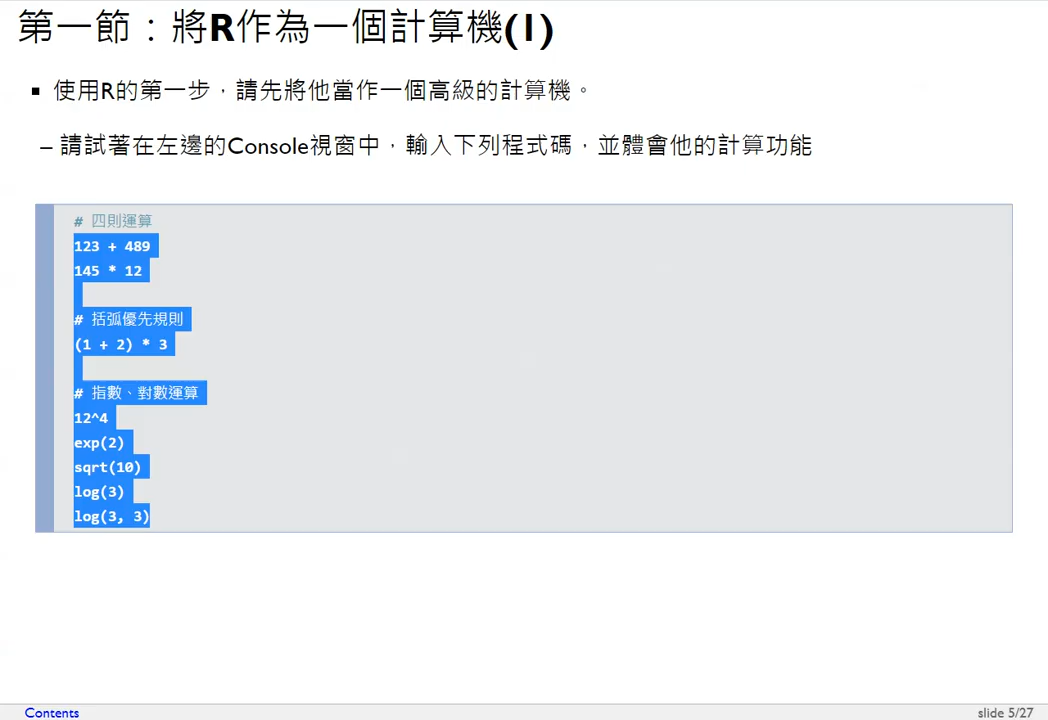 第一節：將R作為一個計算機(1)
▪ 使用R的第一步，請先將他當作一個高級的計算機。
– 請試著在左邊的Console視窗中，輸入下列程式碼，並體會他的計算功能
# 四則運算
123 + 489
145 * 12
# 括弧優先規則
(1 + 2) * 3
# 指數、對數運算
12^4
exp(2)
sqrt(10)
log(3)
log(3, 3)
Contents
slide 5/27